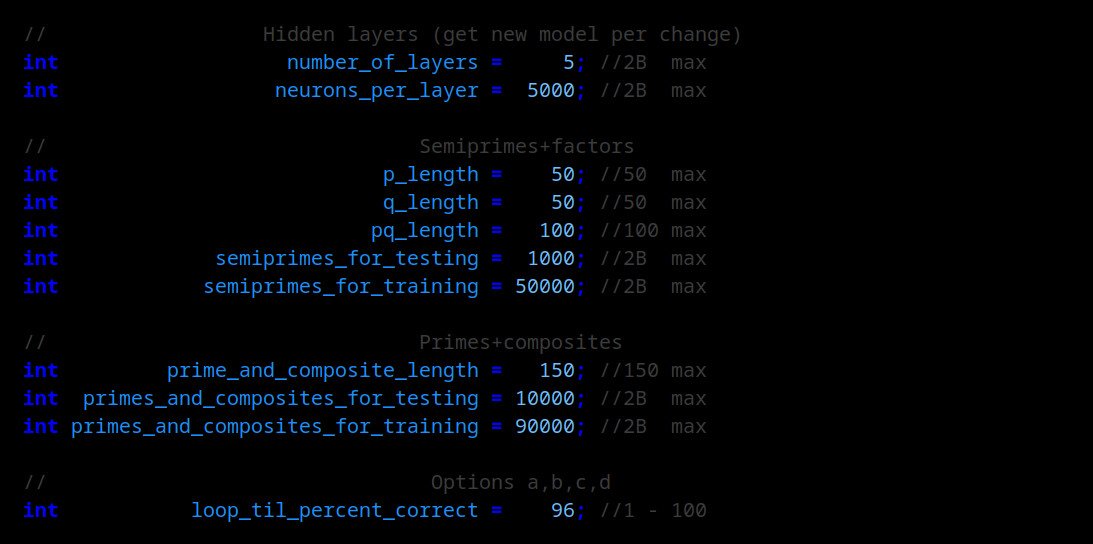 //                  Hidden layers (get new model per change)
int                   number_of_layers =     5; //2B  max
int                  neurons_per_layer =  5000; //2B  max

//                               Semiprimes+factors
int                           p_length =    50; //50  max
int                           q_length =    50; //50  max
int                          pq_length =   100; //100 max
int             semiprimes_for_testing =  1000; //2B  max
int            semiprimes_for_training = 50000; //2B  max

//                               Primes+composites
int         prime_and_composite_length =   150; //150 max
int  primes_and_composites_for_testing = 10000; //2B  max
int primes_and_composites_for_training = 90000; //2B  max

//                                Options a,b,c,d
int           loop_til_percent_correct =    96; //1 - 100